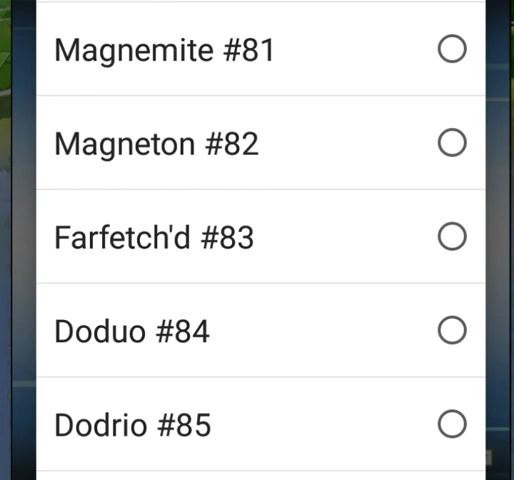 Magnemite #81
Magneton #82
Farfetch'd #83
Doduo #84
Dodrio #85